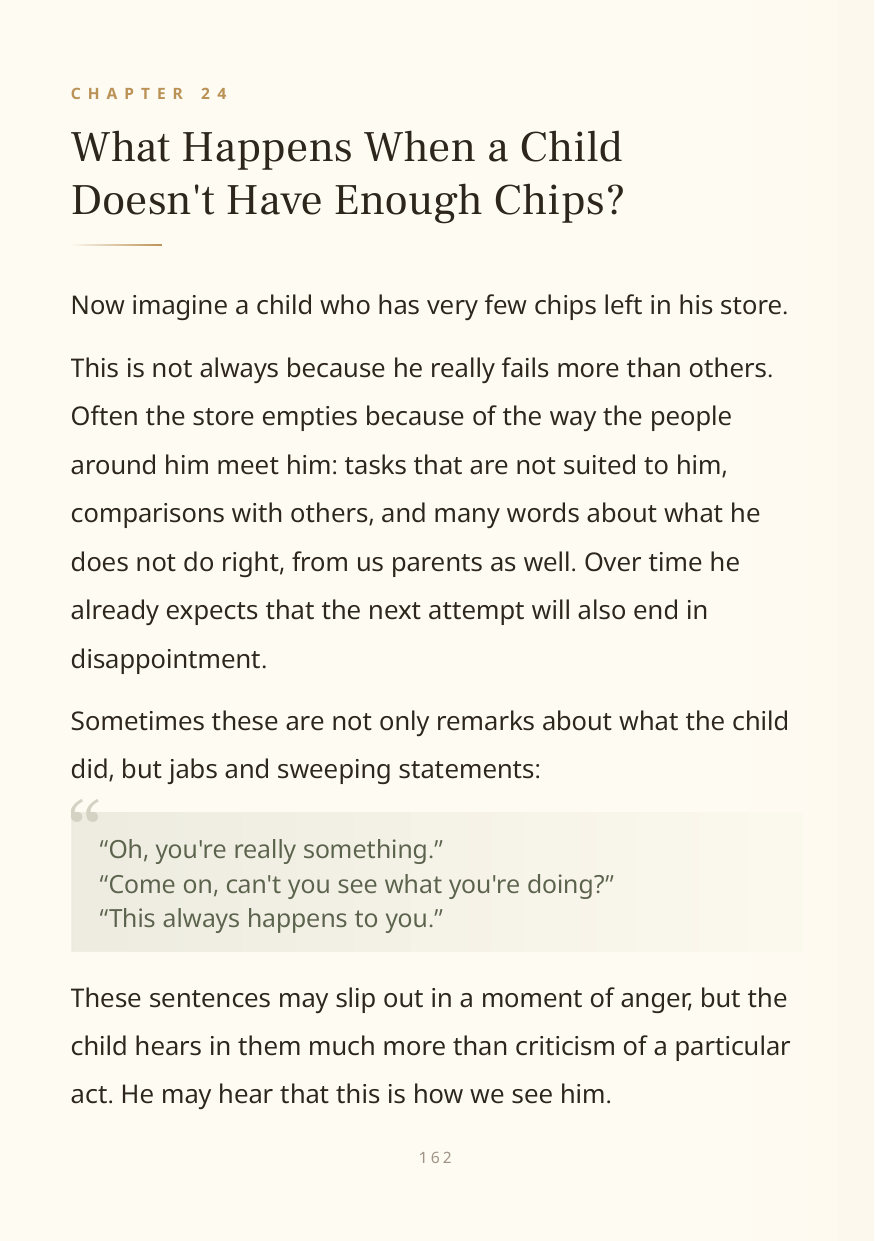 CHAPTER 24
What Happens When a Child
Doesn't Have Enough Chips?
Now imagine a child who has very few chips left in his store.
This is not always because he really fails more than others.
Often the store empties because of the way the people
around him meet him: tasks that are not suited to him,
comparisons with others, and many words about what he
does not do right, from us parents as well. Over time he
already expects that the next attempt will also end in
disappointment.
Sometimes these are not only remarks about what the child
did, but jabs and sweeping statements:
“
“Oh, you're really something.”
“Come on, can't you see what you're doing?”
“This always happens to you.”
These sentences may slip out in a moment of anger, but the
child hears in them much more than criticism of a particular
act. He may hear that this is how we see him.
162